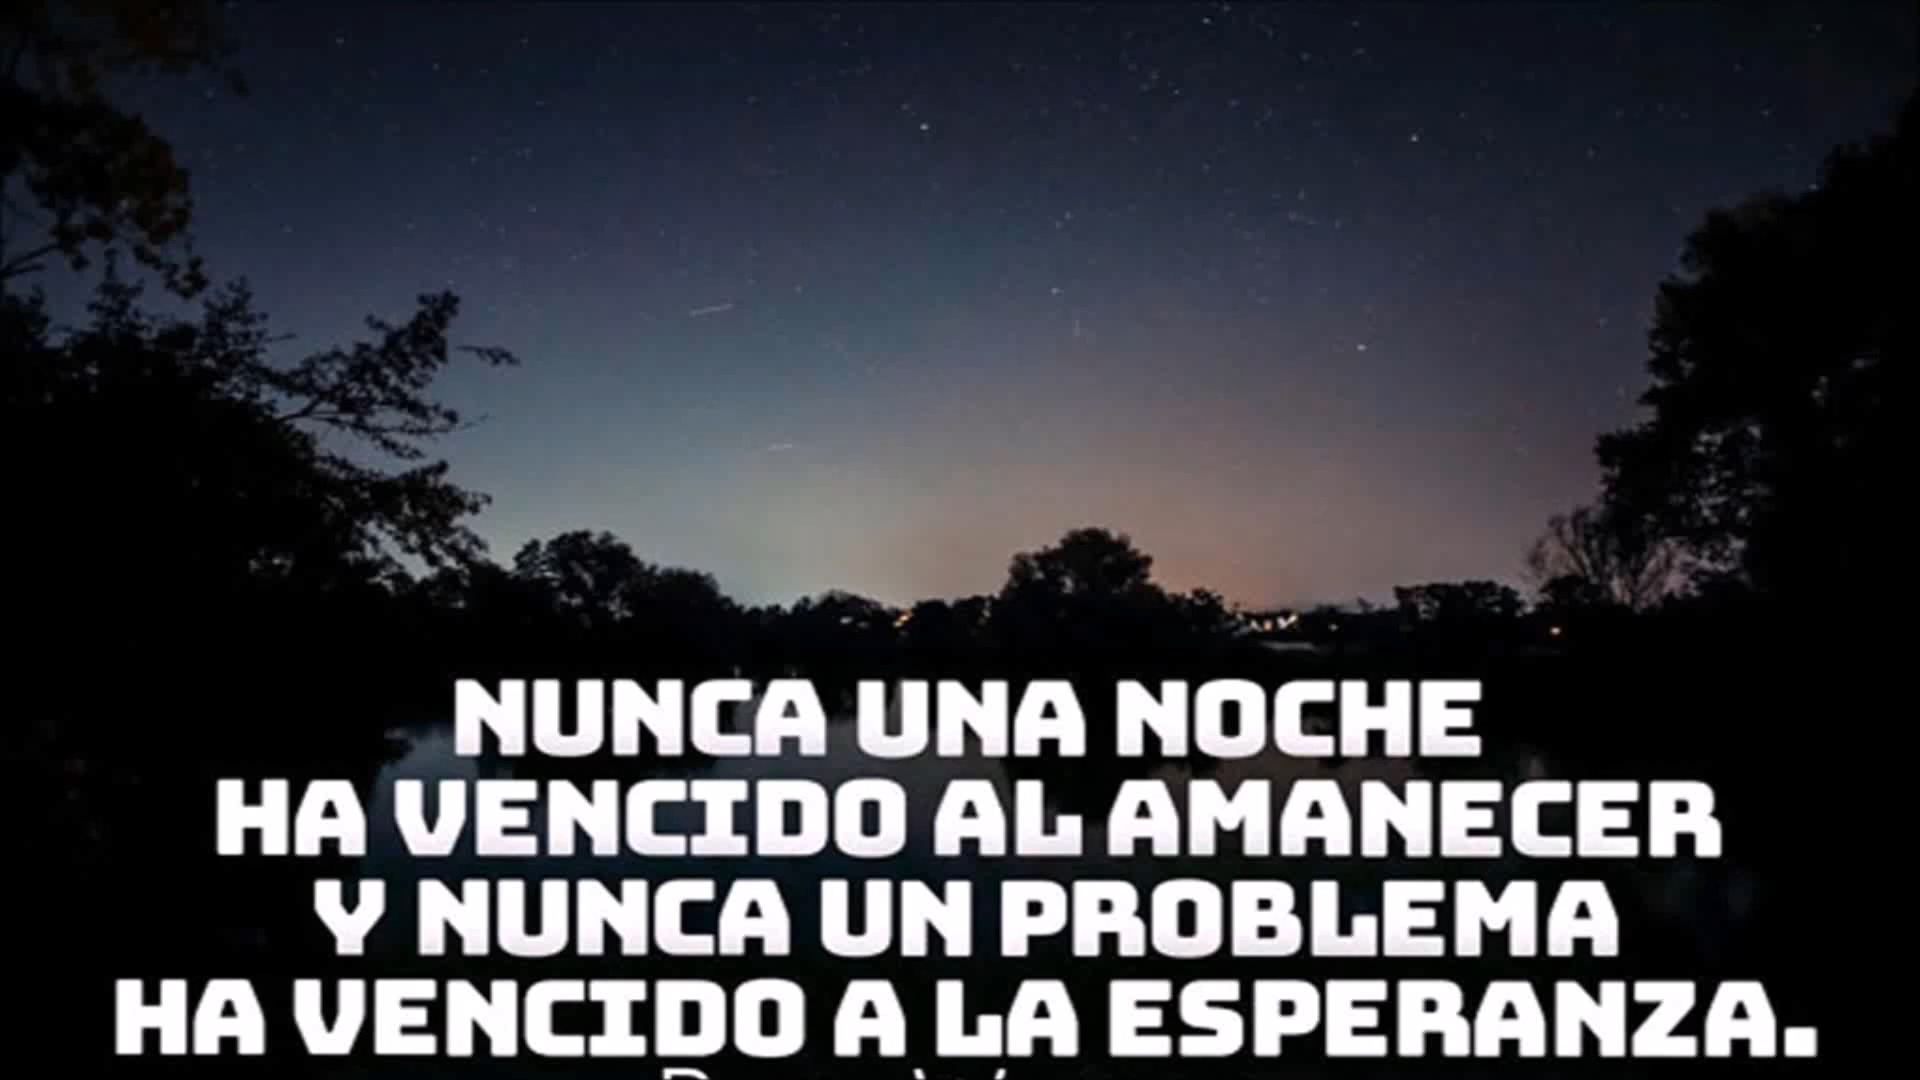 NUNCA UNA NOCHE
HA VENCIDO AL AMANECER
Y NUNCA UN PROBLEMA
HA VENCIDO A LA ESPERANZA.